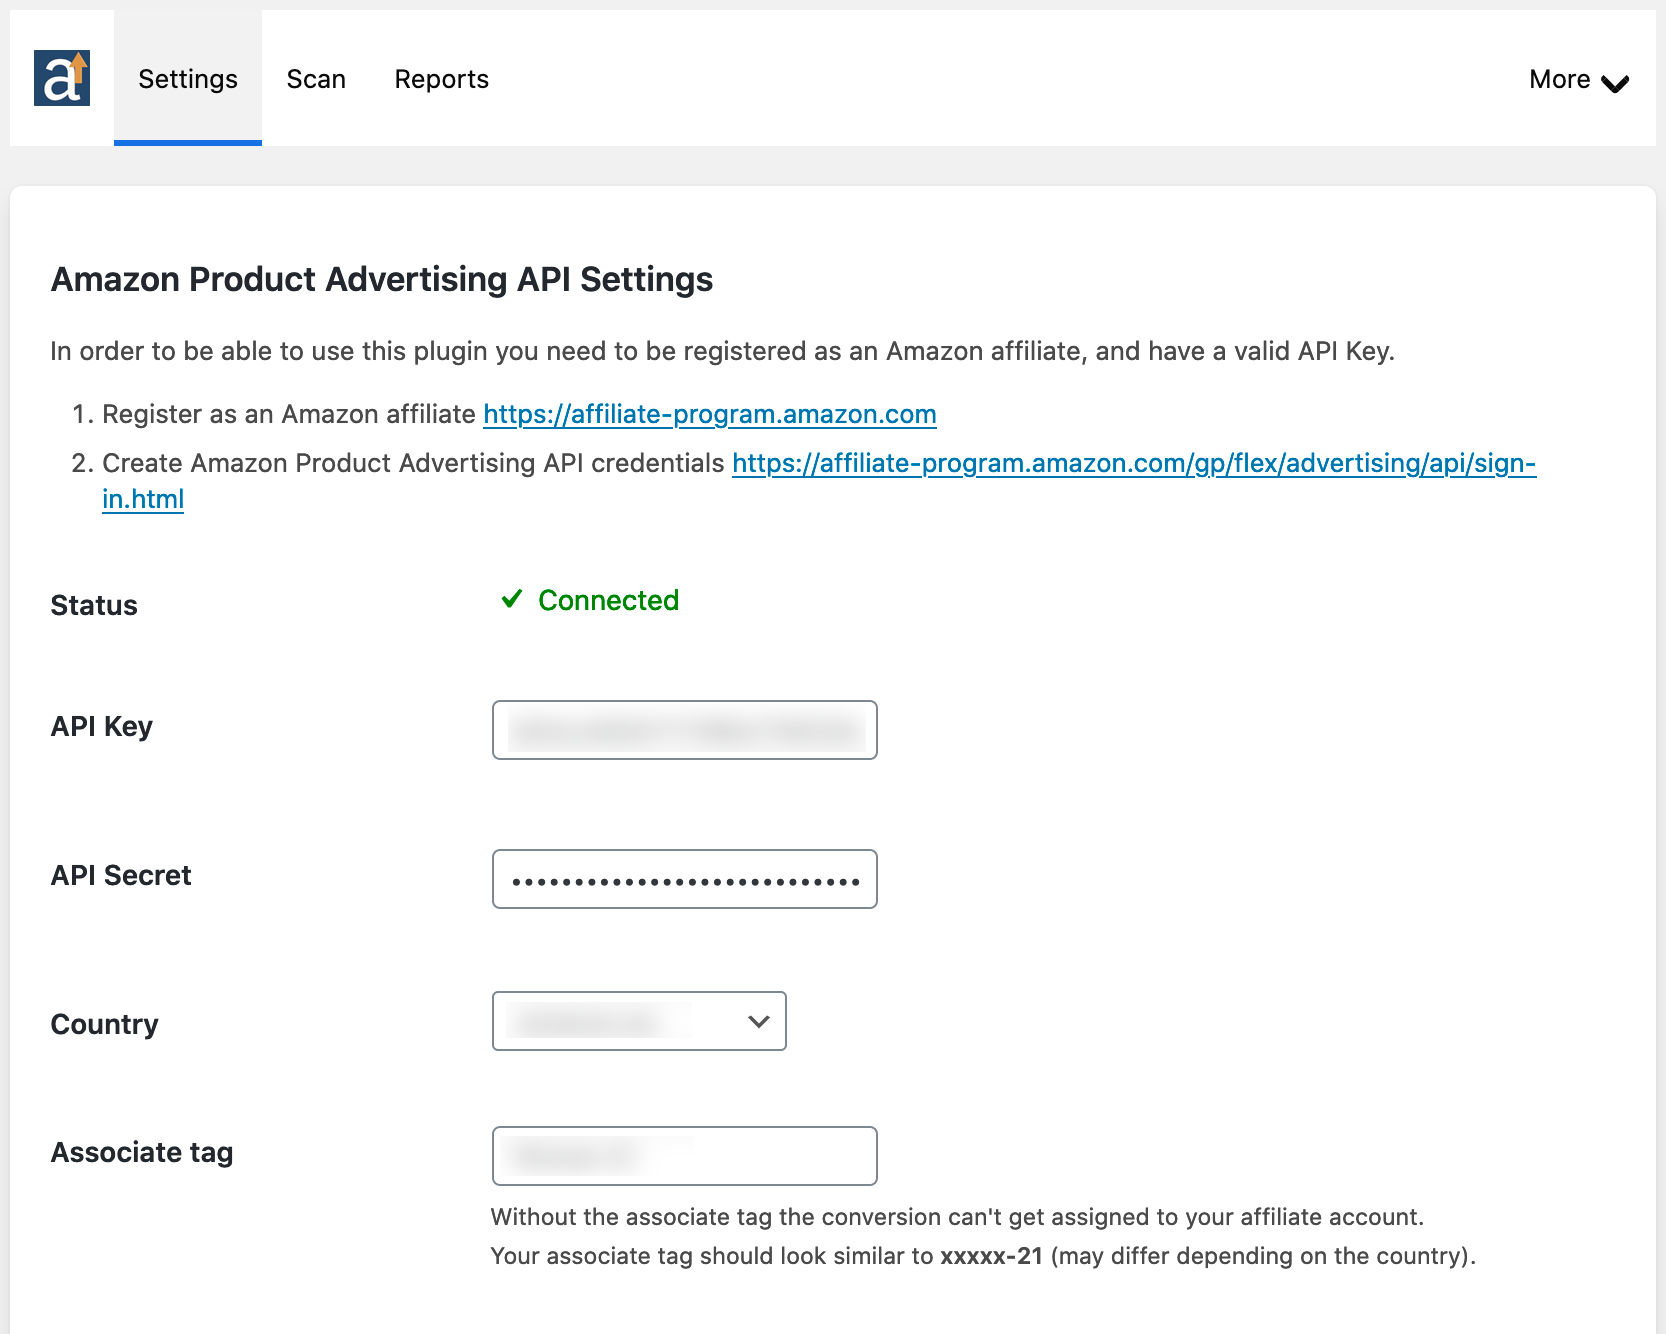 a
Settings
Scan
Reports
More
Amazon Product Advertising API Settings
In order to be able to use this plugin you need to be registered as an Amazon affiliate, and have a valid API Key.
1. Register as an Amazon affiliate https://affiliate-program.amazon.com
2. Create Amazon Product Advertising API credentials https://affiliate-program.amazon.com/gp/flex/advertising/api/sign-
in.html
Status
Connected
API Key
API Secret
Country
Associate tag
Without the associate tag the conversion can't get assigned to your affiliate account.
Your associate tag should look similar to xxxxx-21 (may differ depending on the country).